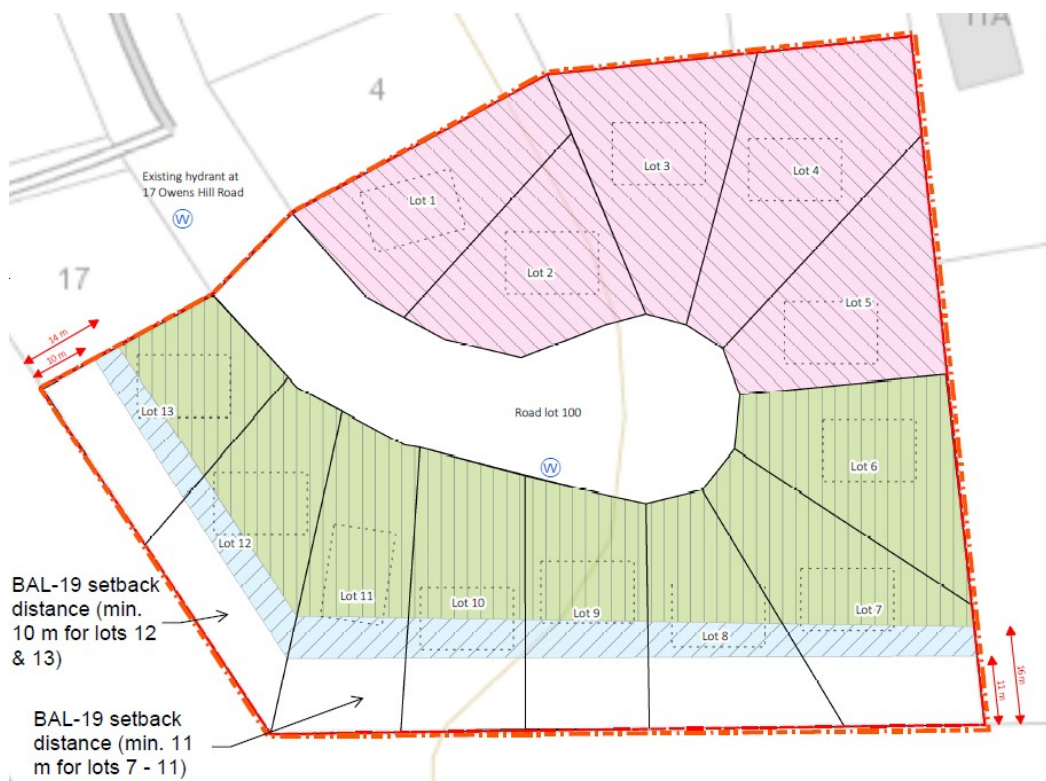 11A
4
Existing hydrant at
17 Owens Hill Road
W
17
Lot 1
Lot 2
Lot 3
Lot 4
Lot 5
14 m
10 m
Lot 13
Road lot 100
W
Lot 6
Lot 12
Lot 11
Lot 10
Lot 9
Lot 8
Lot 7
BAL-19 setback
distance (min.
10 m for lots 12
& 13)
16 m
11 m
BAL-19 setback
distance (min. 11
m for lots 7 - 11)